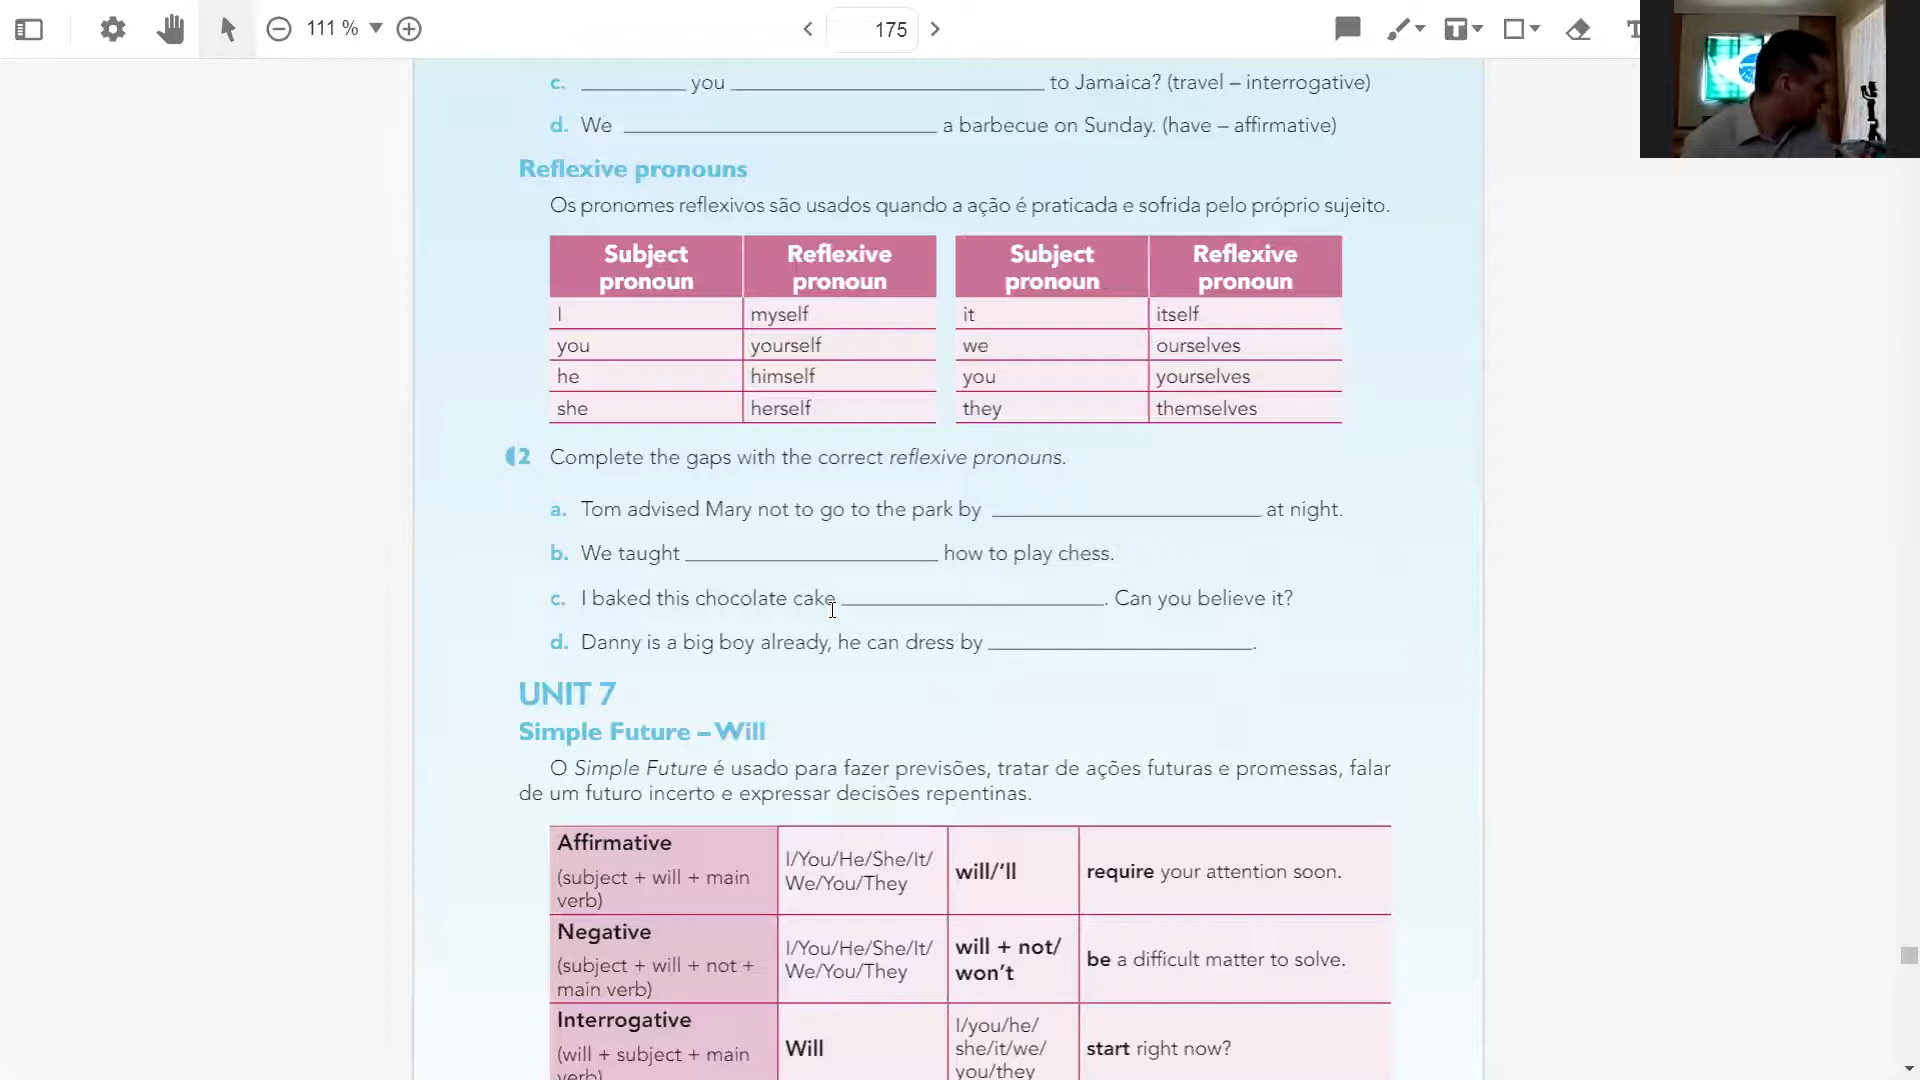 111 %
175
c. ________ you ________ to Jamaica? (travel – interrogative)
d. We ________ a barbecue on Sunday. (have – affirmative)
Reflexive pronouns
Os pronomes reflexivos são usados quando a ação é praticada e sofrida pelo próprio sujeito.
Subject pronoun Reflexive pronoun Subject pronoun Reflexive pronoun
I myself it itself
you yourself we ourselves
he himself you yourselves
she herself they themselves
2 Complete the gaps with the correct reflexive pronouns.
a. Tom advised Mary not to go to the park by ________ at night.
b. We taught ________ how to play chess.
c. I baked this chocolate cake ________. Can you believe it?
d. Danny is a big boy already, he can dress by ________.
UNIT 7
Simple Future – Will
O Simple Future é usado para fazer previsões, tratar de ações futuras e promessas, falar
de um futuro incerto e expressar decisões repentinas.
Affirmative
(subject + will + main
verb)
I/You/He/She/It/
We/You/They
will/'ll
require your attention soon.
Negative
(subject + will + not +
main verb)
I/You/He/She/It/
We/You/They
will + not/
won't
be a difficult matter to solve.
Interrogative
(will + subject + main
verb)
Will
I/you/he/
she/it/we/
you/they
start right now?